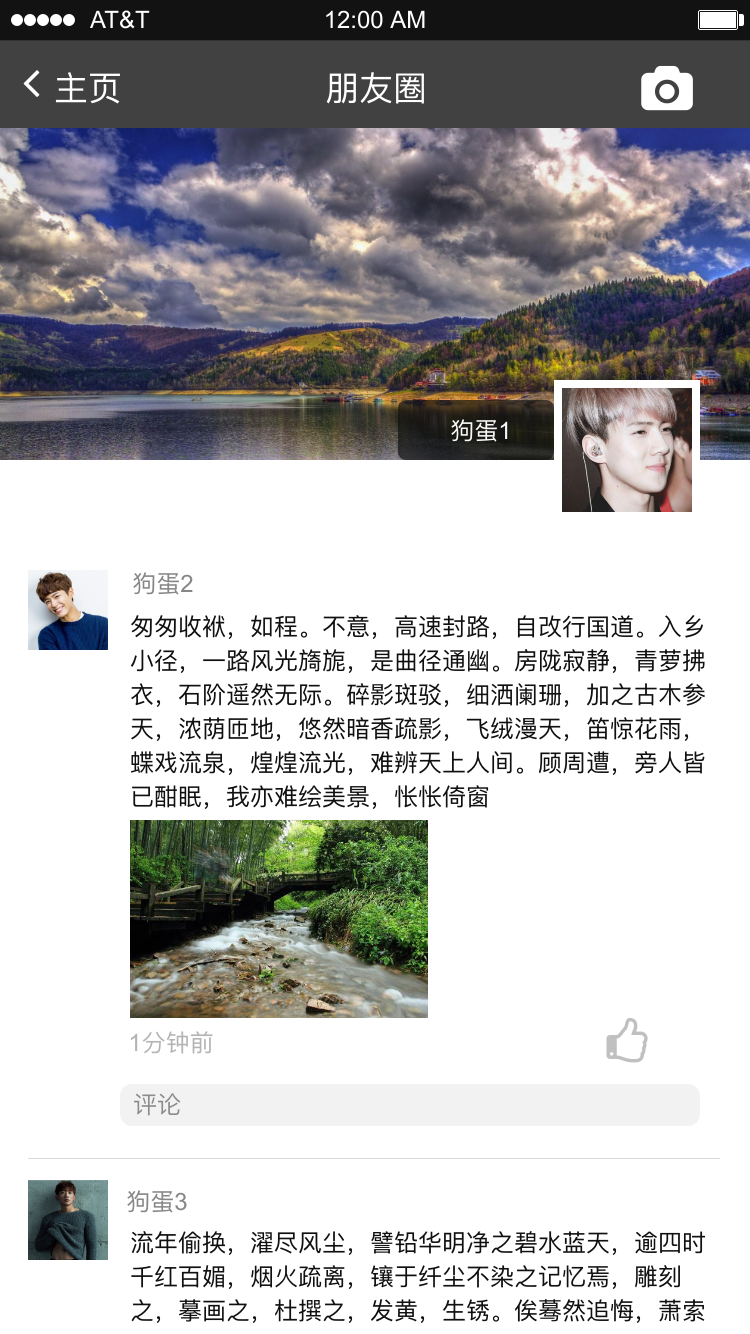 AT&T 12:00 AM
主页 朋友圈
狗蛋1
狗蛋2
匆匆收袱，如程。不意，高速封路，自改行国道。入乡
小径，一路风光旖旎，是曲径通幽。房陇寂静，青萝拂
衣，石阶遥然无际。碎影斑驳，细洒阑珊，加之古木参
天，浓荫匝地，悠然暗香疏影，飞绒漫天，笛惊花雨，
蝶戏流泉，煌煌流光，难辨天上人间。顾周遭，旁人皆
已酣眠，我亦难绘美景，怅怅倚窗
1分钟前
评论
狗蛋3
流年偷换，濯尽风尘，譬铅华明净之碧水蓝天，逾四时
千红百媚，烟火疏离，镶于纤尘不染之记忆焉，雕刻
之，摹画之，杜撰之，发黄，生锈。俟蓦然追悔，萧索